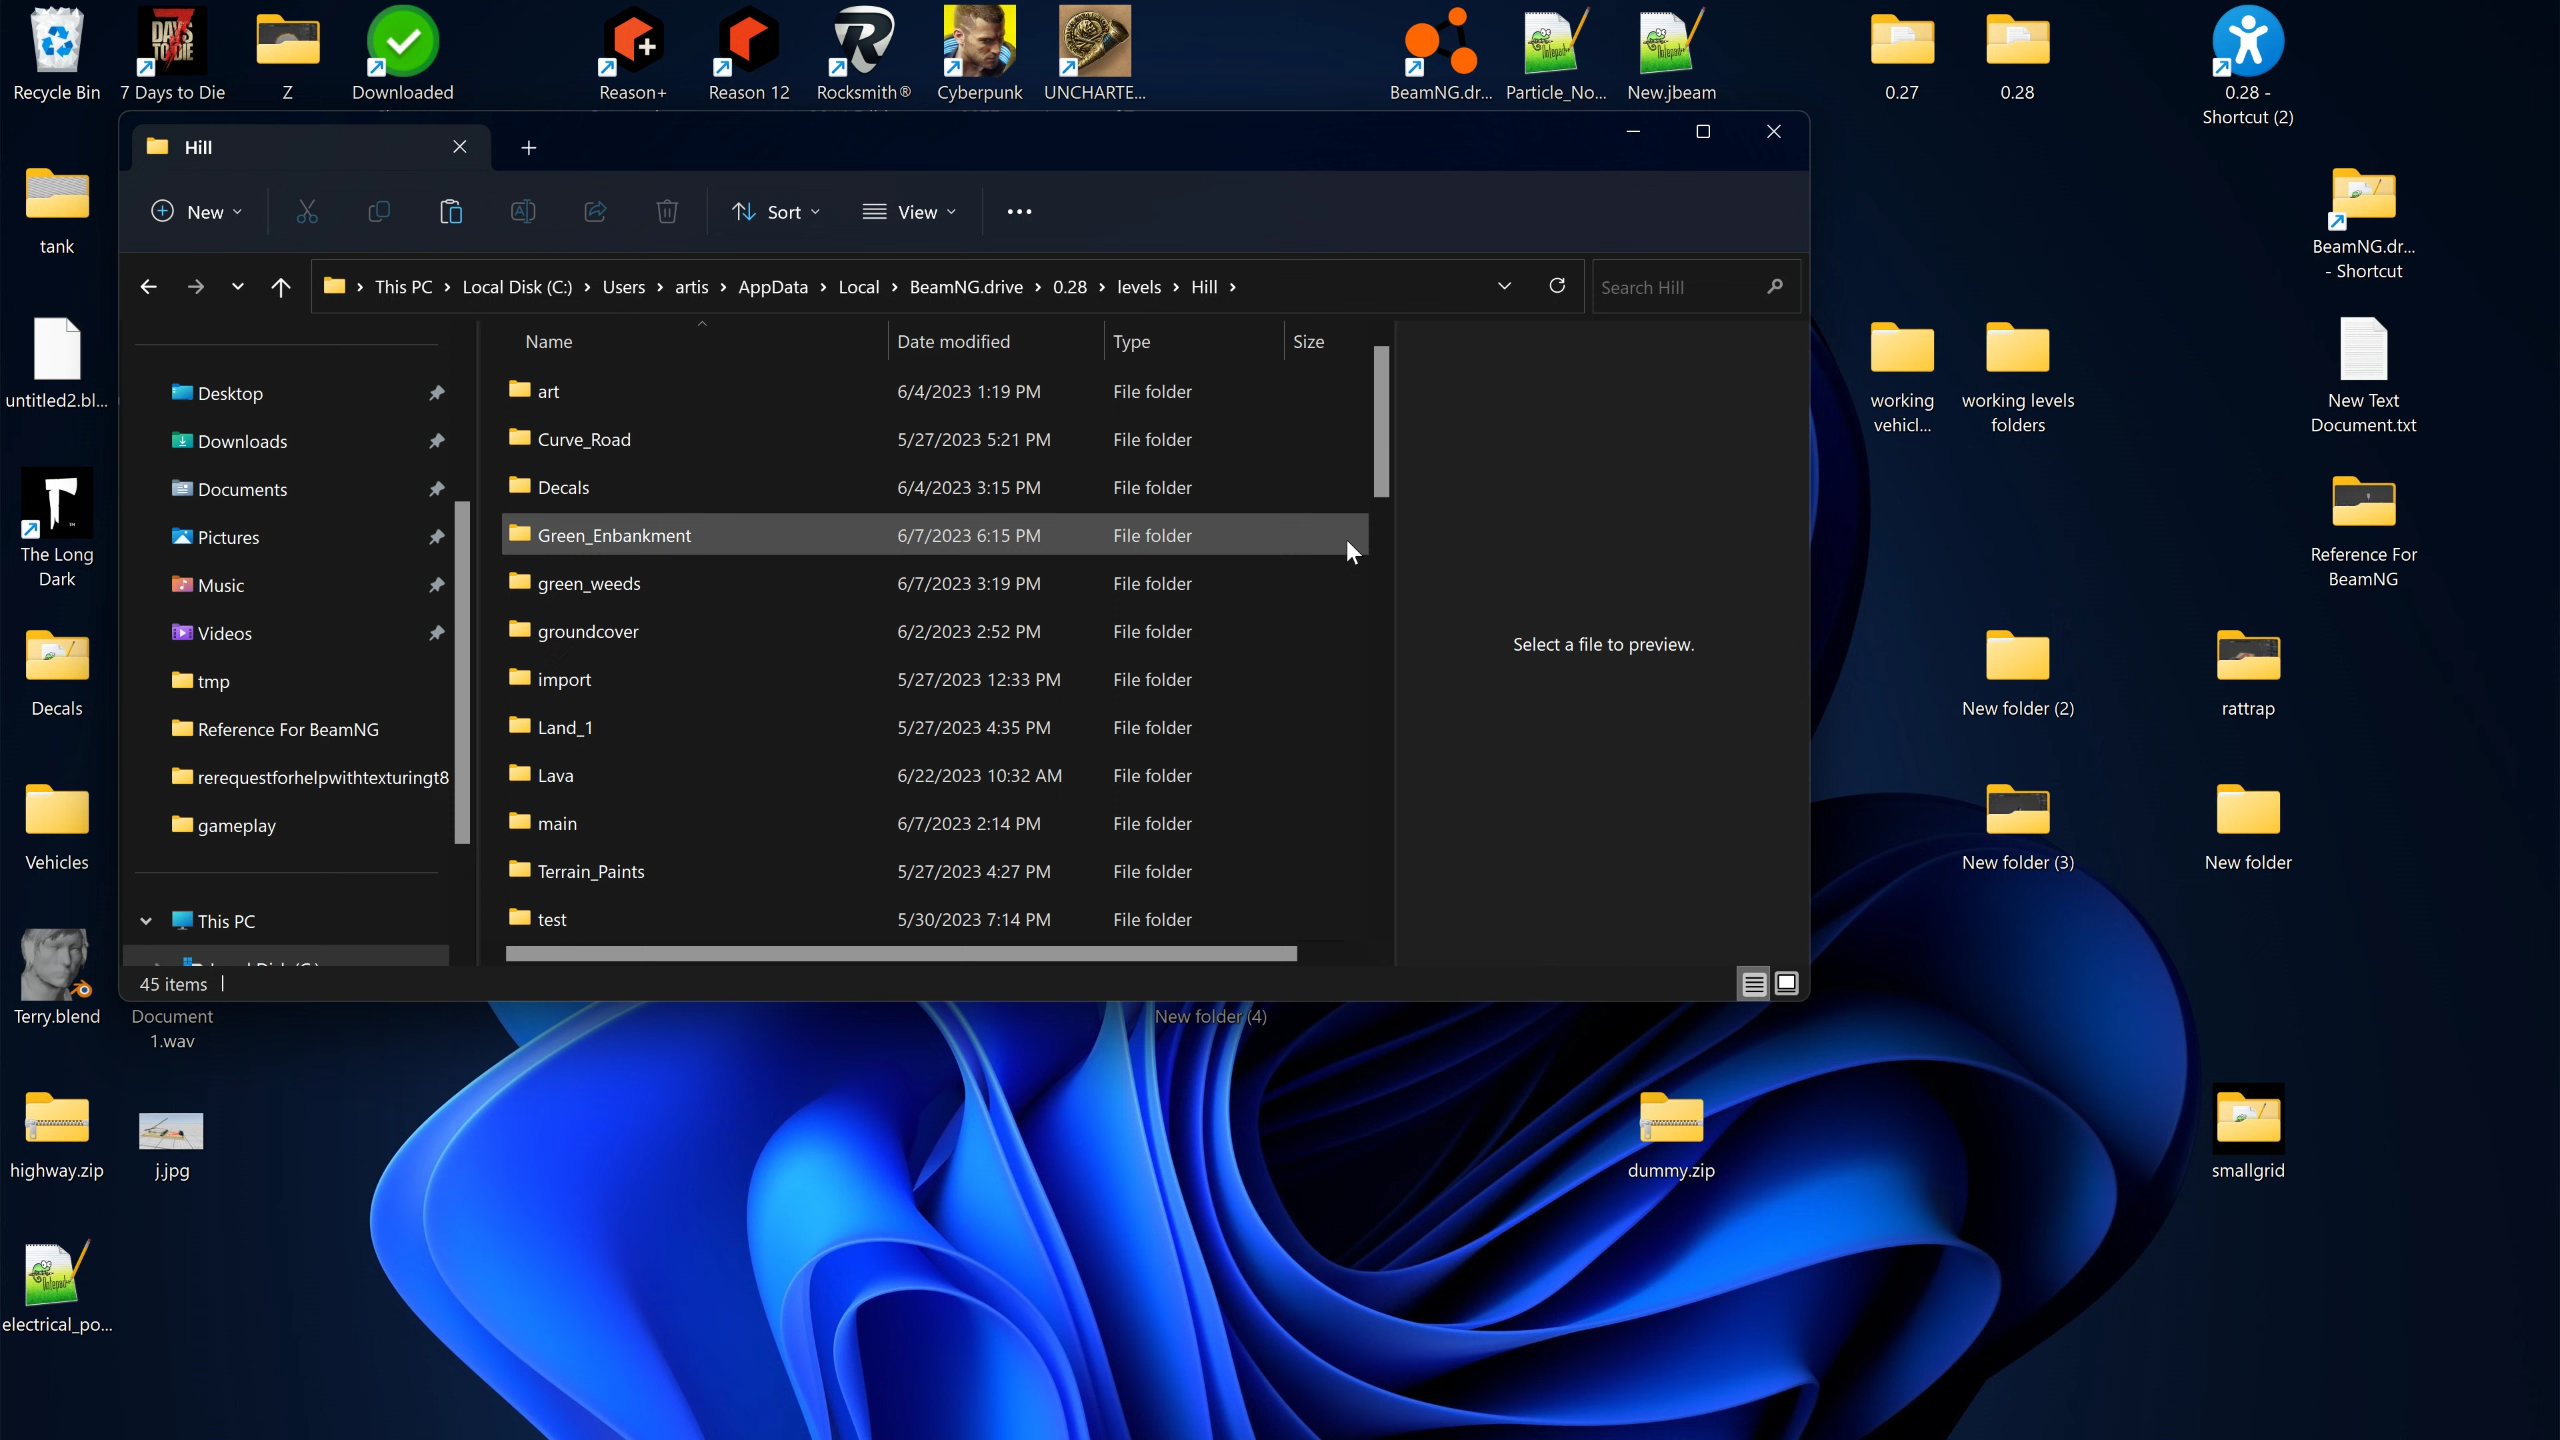 Recycle Bin
7 Days to Die
Z
Downloaded
Reason+
Reason 12
Rocksmith®
Cyberpunk
UNCHARTE...
BeamNG.dr...
Particle_No...
New.jbeam
0.27
0.28
0.28 -
Shortcut (2)
Hill
New
Sort
View
This PC
Local Disk (C:)
Users
artis
AppData
Local
BeamNG.drive
0.28
levels
Hill
Search Hill
Desktop
Downloads
Documents
Pictures
Music
Videos
tmp
Reference For BeamNG
rerequestforhelpwithtexturingt8
gameplay
This PC
Name Date modified Type Size
art 6/4/2023 1:19 PM File folder
Curve_Road 5/27/2023 5:21 PM File folder
Decals 6/4/2023 3:15 PM File folder
Green_Enbankment 6/7/2023 6:15 PM File folder
green_weeds 6/7/2023 3:19 PM File folder
groundcover 6/2/2023 2:52 PM File folder
import 5/27/2023 12:33 PM File folder
Land_1 5/27/2023 4:35 PM File folder
Lava 6/22/2023 10:32 AM File folder
main 6/7/2023 2:14 PM File folder
Terrain_Paints 5/27/2023 4:27 PM File folder
test 5/30/2023 7:14 PM File folder
Select a file to preview.
45 items
tank
untitled2.bl...
The Long
Dark
Decals
Vehicles
Terry.blend
Document
1.wav
highway.zip
j.jpg
electrical_po...
New folder (4)
dummy.zip
BeamNG.dr...
- Shortcut
working
vehicl...
working levels
folders
New Text
Document.txt
Reference For
BeamNG
New folder (2)
rattrap
New folder (3)
New folder
smallgrid